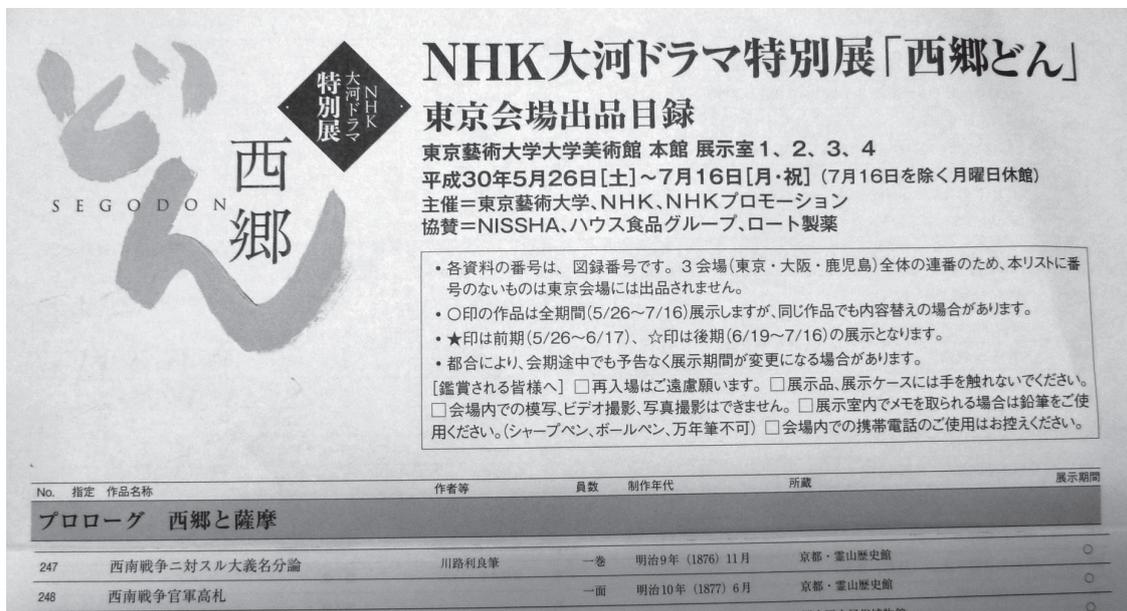 どん
西郷
SEGODON
NHK
大河ドラマ
特別展
NHK大河ドラマ特別展「西郷どん」
東京会場出品目録
東京藝術大学大学美術館 本館 展示室1、2、3、4
平成30年5月26日[土]~7月16日[月・祝](7月16日を除く月曜日休館)
主催=東京藝術大学、NHK、NHKプロモーション
協賛=NISSHA、ハウス食品グループ、ロート製薬
・各資料の番号は、図録番号です。3会場(東京・大阪・鹿児島)全体の連番のため、本リストに番
号のないものは東京会場には出品されません。
・○印の作品は全期間(5/26~7/16)展示しますが、同じ作品でも内容替えの場合があります。
・★印は前期(5/26~6/17)、☆印は後期(6/19~7/16)の展示となります。
・都合により、会期途中でも予告なく展示期間が変更になる場合があります。
[鑑賞される皆様へ] □再入場はご遠慮願います。□展示品、展示ケースには手を触れないでください。
□会場内での模写、ビデオ撮影、写真撮影はできません。□展示室内でメモを取られる場合は鉛筆をご使
用ください。(シャープペン、ボールペン、万年筆不可) □会場内での携帯電話のご使用はお控えください。
No. 指定 作品名称 作者等 員数 制作年代 所蔵 展示期間
プロローグ 西郷と薩摩
247 西南戦争ニ対スル大義名分論 川路利良筆 一巻 明治9年(1876)11月 京都・霊山歴史館 ○
248 西南戦争官軍高札 一面 明治10年(1877)6月 京都・霊山歴史館 ○